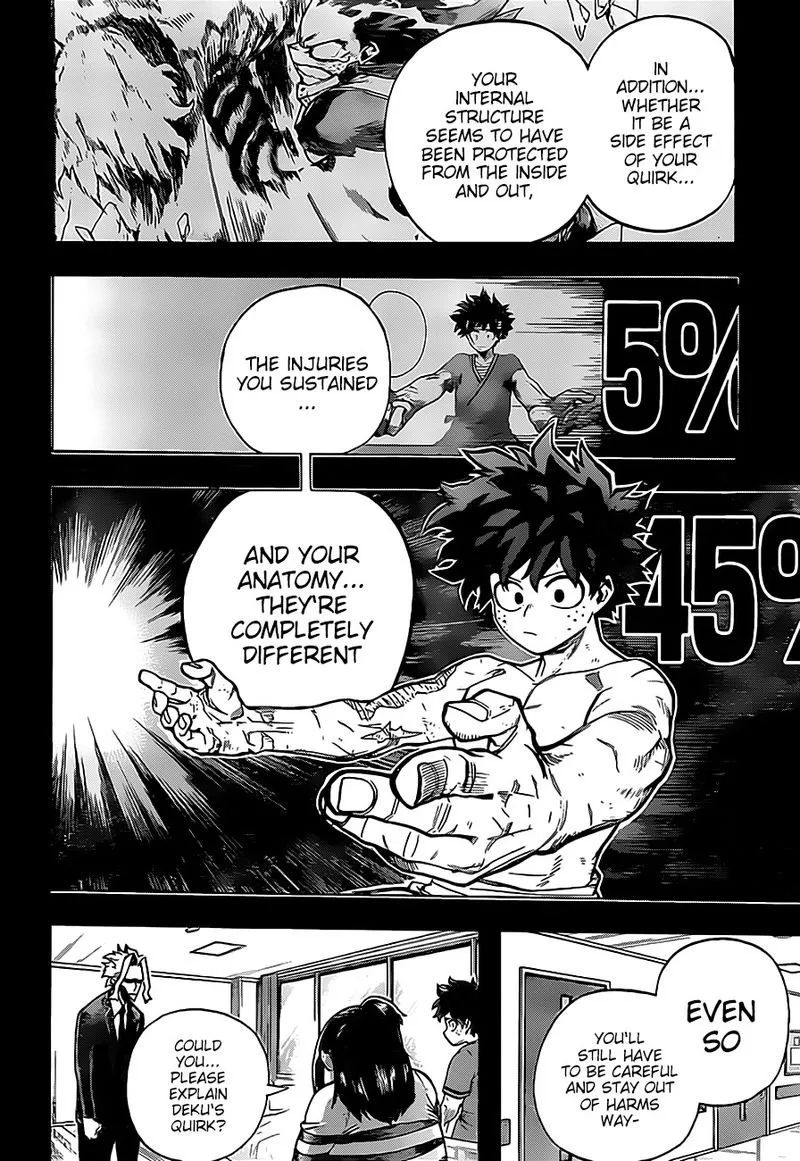 IN
ADDITION...
WHETHER
IT BE A
SIDE EFFECT
OF YOUR
QUIRK...
YOUR
INTERNAL
STRUCTURE
SEEMS TO HAVE
BEEN PROTECTED
FROM THE INSIDE
AND OUT,
5%
THE INJURIES
YOU SUSTAINED
...
45%
AND YOUR
ANATOMY...
THEY'RE
COMPLETELY
DIFFERENT
EVEN
SO
YOU'LL
STILL HAVE
TO BE CAREFUL
AND STAY OUT
OF HARMS
WAY-
COULD
YOU...
PLEASE
EXPLAIN
DEKU'S
QUIRK?